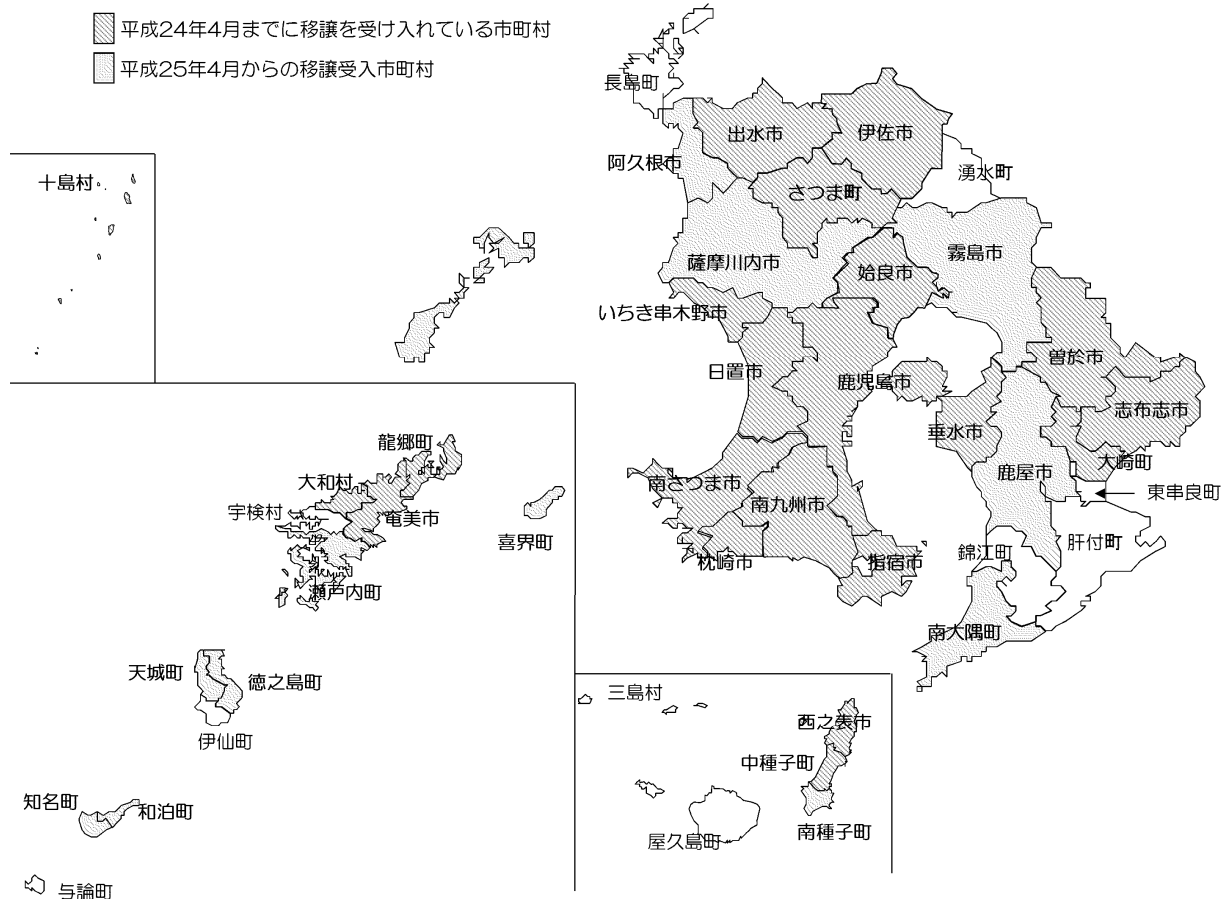 平成24年4月までに移譲を受け入れている市町村
平成25年4月からの移譲受入市町村
長島町
出水市
伊佐市
阿久根市
湧水町
さつま町
十島村
薩摩川内市
霧島市
姶良市
いちき串木野市
曽於市
日置市
鹿児島市
志布志市
垂水市
龍郷町
大崎町
大和村
南さつま市
鹿屋市
東串良町
宇検村
奄美市
南九州市
喜界町
肝付町
錦江町
枕崎市
指宿市
瀬戸内町
南大隅町
天城町
徳之島町
三島村
西之表市
伊仙町
中種子町
知名町
和泊町
南種子町
屋久島町
与論町